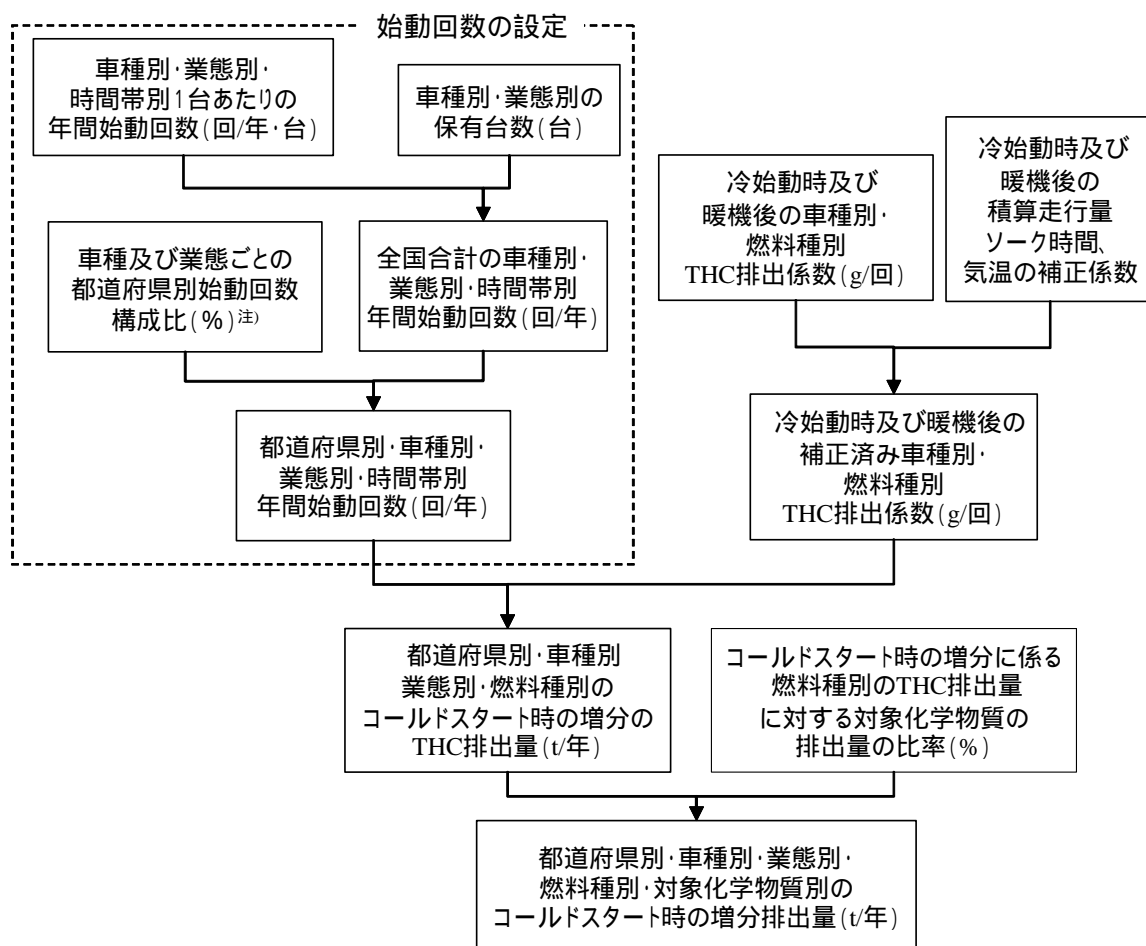 始動回数の設定
車種別・業態別・
時間帯別1台あたりの
年間始動回数(回/年・台)
車種別・業態別の
保有台数(台)
冷始動時及び
暖機後の車種別・
燃料種別
THC排出係数(g/回)
冷始動時及び
暖機後の
積算走行量
ソーク時間、
気温の補正係数
車種及び業態ごとの
都道府県別始動回数
構成比(%)注)
全国合計の車種別・
業態別・時間帯別
年間始動回数(回/年)
都道府県別・車種別・
業態別・時間帯別
年間始動回数(回/年)
冷始動時及び暖機後の
補正済み車種別・
燃料種別
THC排出係数(g/回)
都道府県別・車種別
業態別・燃料種別の
コールドスタート時の増分の
THC排出量(t/年)
コールドスタート時の増分に係る
燃料種別のTHC排出量
に対する対象化学物質の
排出量の比率(%)
都道府県別・車種別・業態別・
燃料種別・対象化学物質別の
コールドスタート時の増分排出量(t/年)